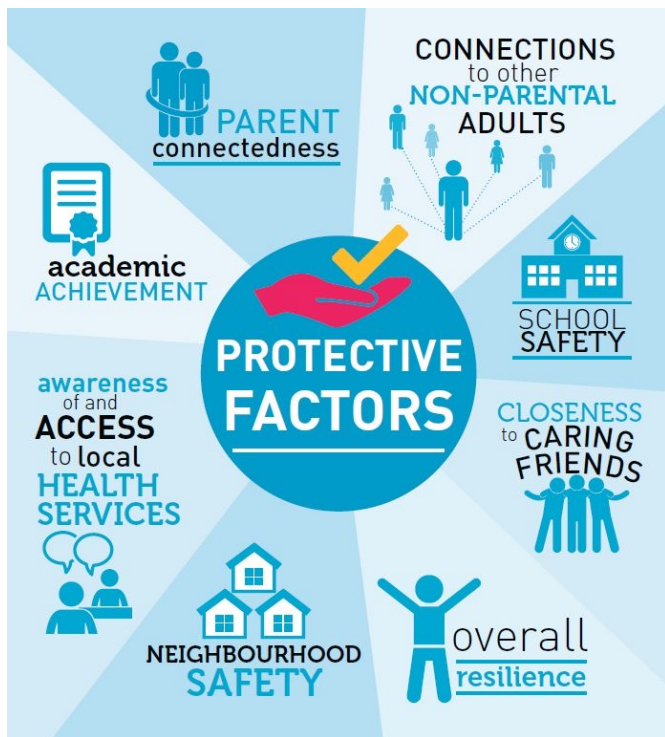 PROTECTIVE
FACTORS
PARENT
connectedness
CONNECTIONS
to other
NON-PARENTAL
ADULTS
SCHOOL
SAFETY
CLOSENESS
to CARING
FRIENDS
overall
resilience
NEIGHBOURHOOD
SAFETY
awareness
of and
ACCESS
to local
HEALTH
SERVICES
academic
ACHIEVEMENT